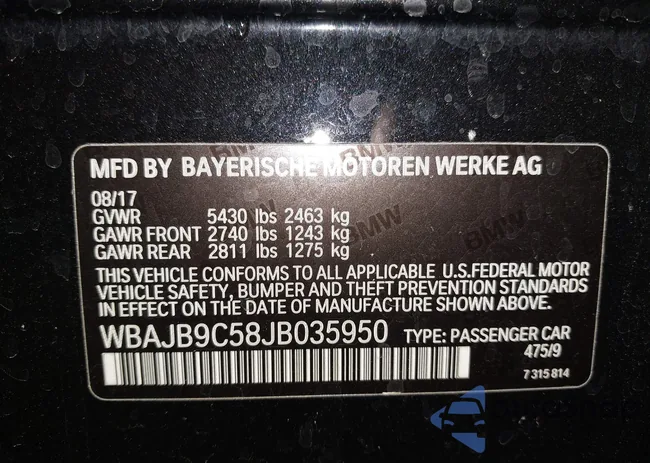 MFD BY BAYERISCHE MOTOREN WERKE AG
08/17
GVWR 5430 lbs 2463 kg
GAWR FRONT 2740 lbs 1243 kg
GAWR REAR 2811 lbs 1275 kg
BMW
BMW
THIS VEHICLE CONFORMS TO ALL APPLICABLE U.S.FEDERAL MOTOR
VEHICLE SAFETY, BUMPER AND THEFT PREVENTION STANDARDS
IN EFFECT ON THE DATE OF MANUFACTURE SHOWN ABOVE.
WBAJB9C58JB035950 TYPE: PASSENGER CAR
475/9
7 315 814